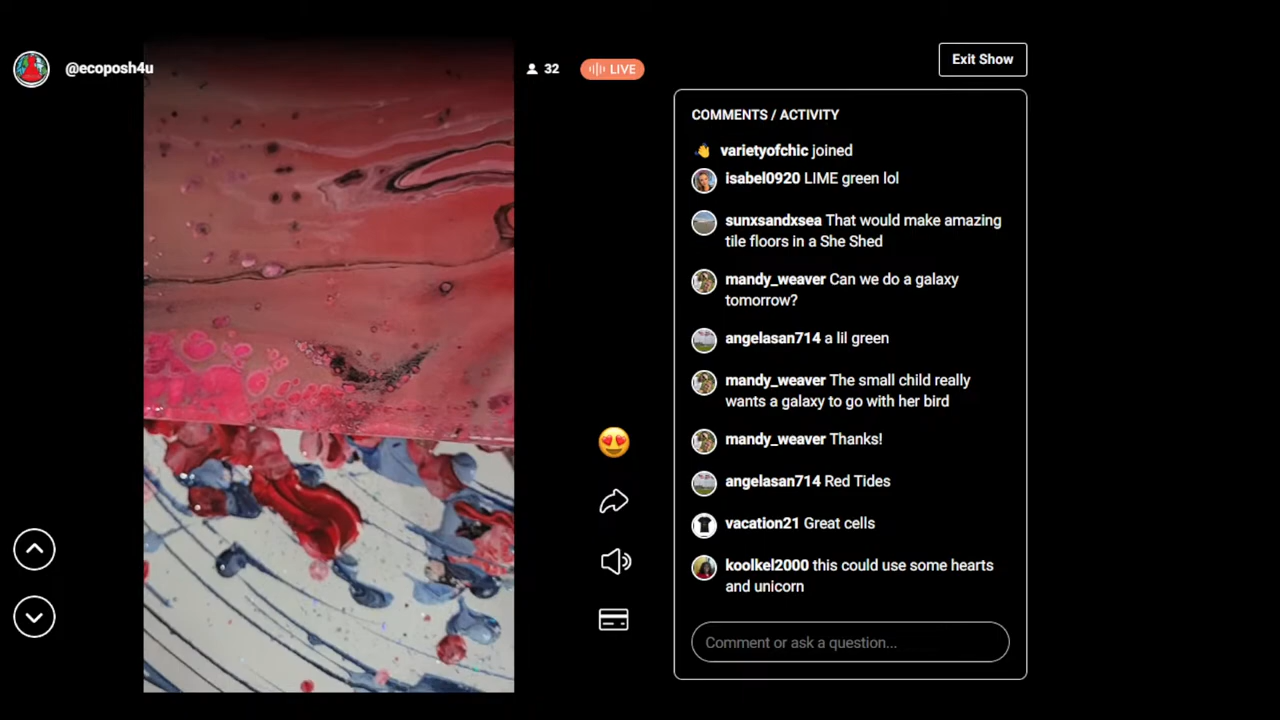 @ecoposh4u
32
LIVE
Exit Show
COMMENTS / ACTIVITY
varietyofchic joined
isabel0920 LIME green lol
sunxsandxsea That would make amazing
tile floors in a She Shed
mandy_weaver Can we do a galaxy
tomorrow?
angelasan714 a lil green
mandy_weaver The small child really
wants a galaxy to go with her bird
mandy_weaver Thanks!
angelasan714 Red Tides
vacation21 Great cells
koolkel2000 this could use some hearts
and unicorn
Comment or ask a question...